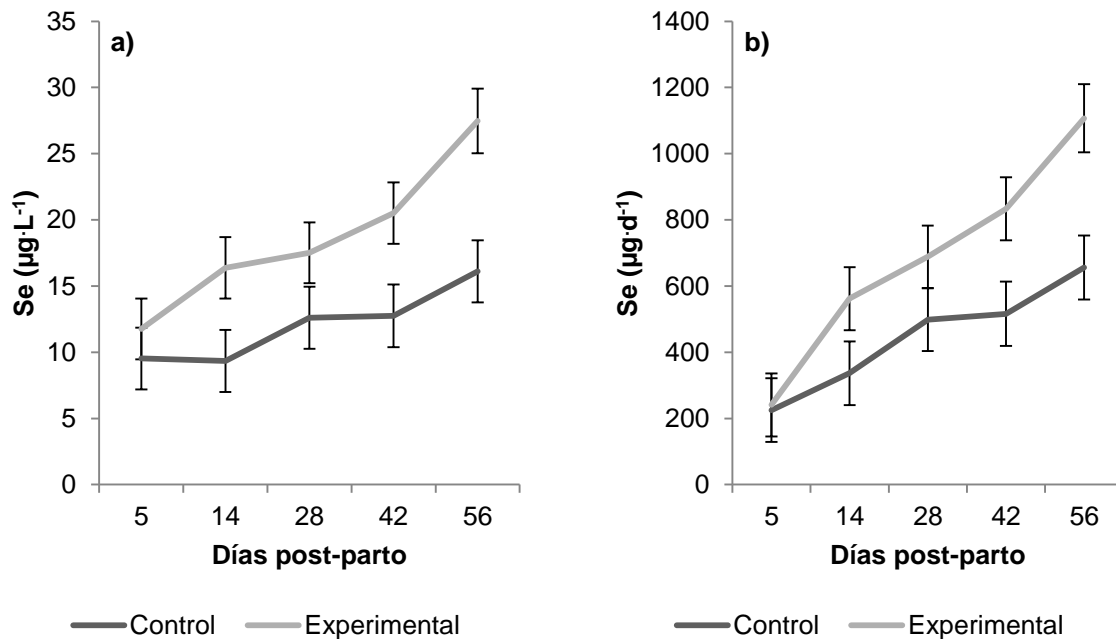 a)
Se (µg·L⁻¹)
35
30
25
20
15
10
5
0
5 14 28 42 56
Días post-parto
Control Experimental
b)
Se (µg·d⁻¹)
1400
1200
1000
800
600
400
200
0
5 14 28 42 56
Días post-parto
Control Experimental